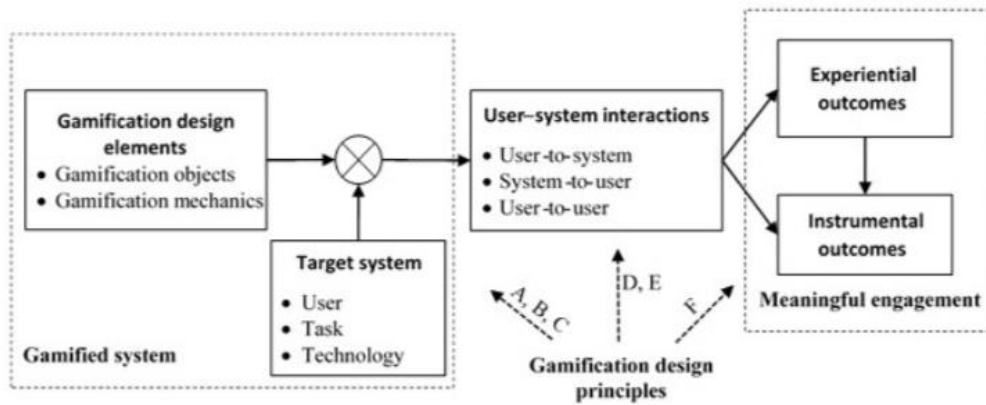 Gamification design
elements
• Gamification objects
• Gamification mechanics
Target system
• User
• Task
• Technology
Gamified system
User–system interactions
• User-to-system
• System-to-user
• User-to-user
Experiential
outcomes
Instrumental
outcomes
Meaningful engagement
A, B, C
D, E
F
Gamification design
principles